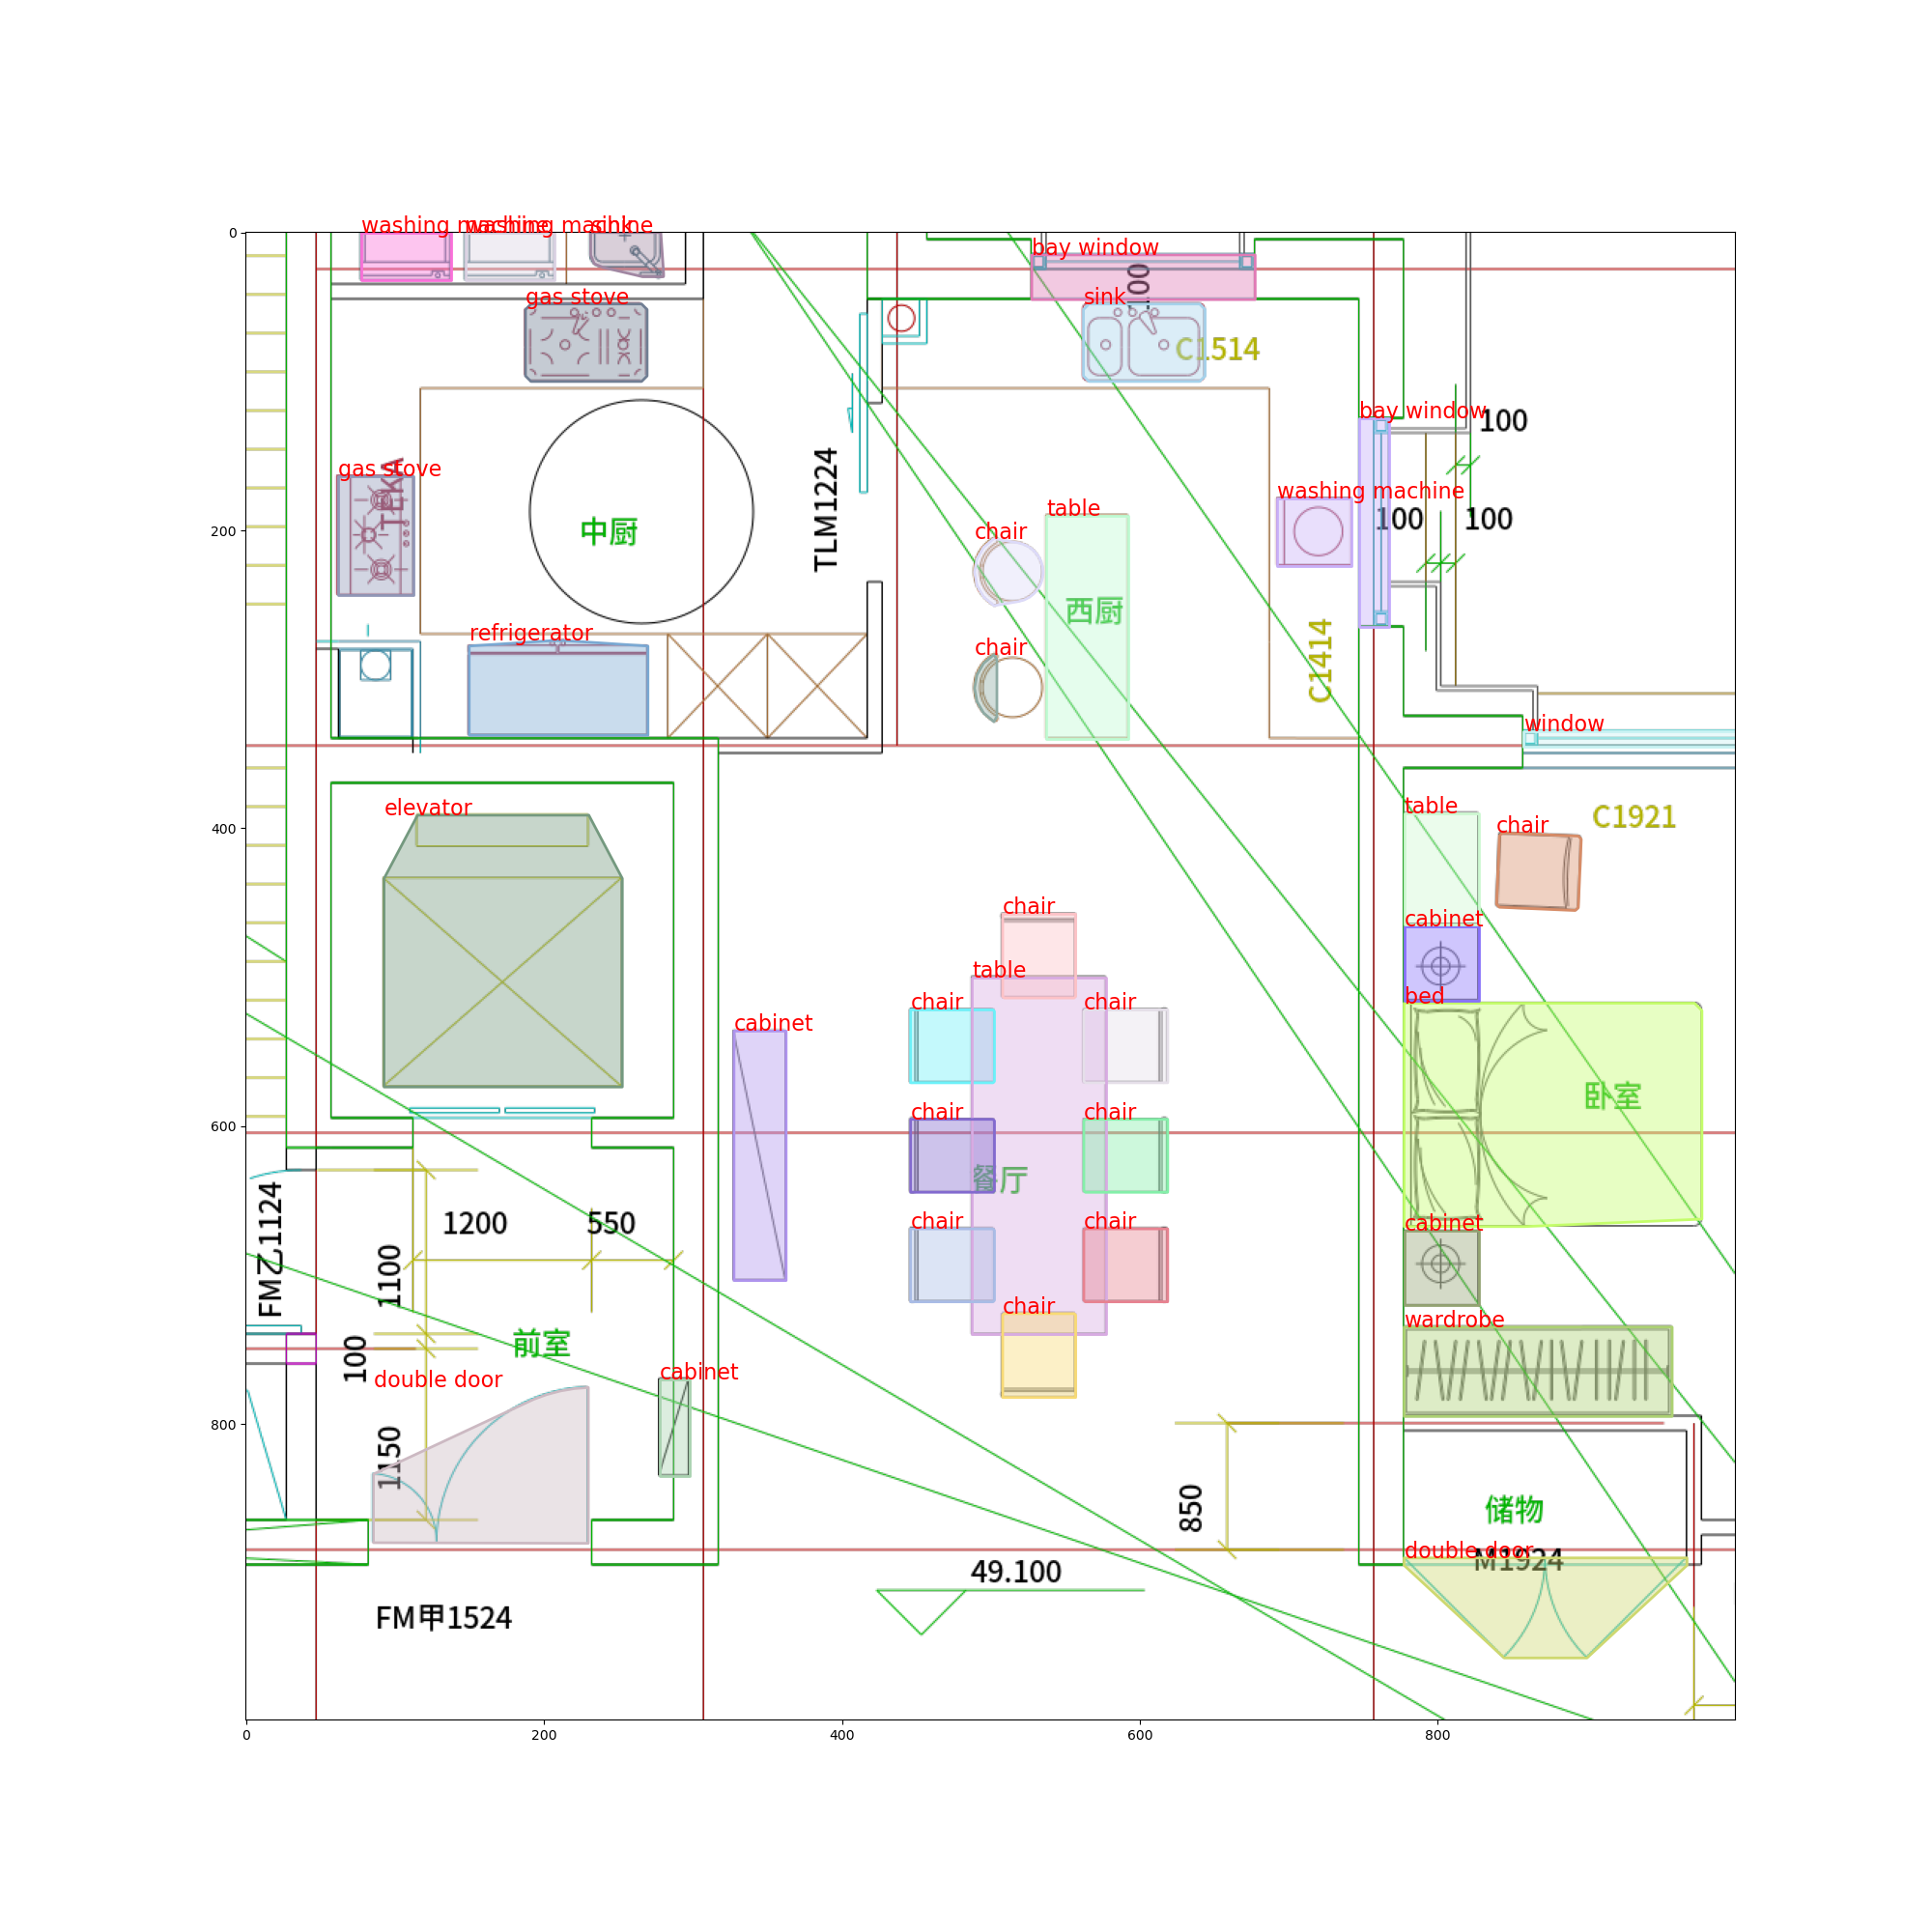 washing machine
washing machine
sink
0
bay window
100
gas stove
sink
C1514
bay window
100
gas stove
TEKA
TLM1224
washing machine
200
table
chair
中厨
100
100
西厨
refrigerator
chair
C1414
window
400
elevator
table
chair
C1921
chair
cabinet
table
bed
cabinet
chair
chair
卧室
600
chair
chair
餐厅
FM乙1124
1200
550
1100
chair
chair
cabinet
chair
wardrobe
100
前室
double door
cabinet
800
1150
850
储物
double door
M1924
49.100
FM甲1524
0
200
400
600
800